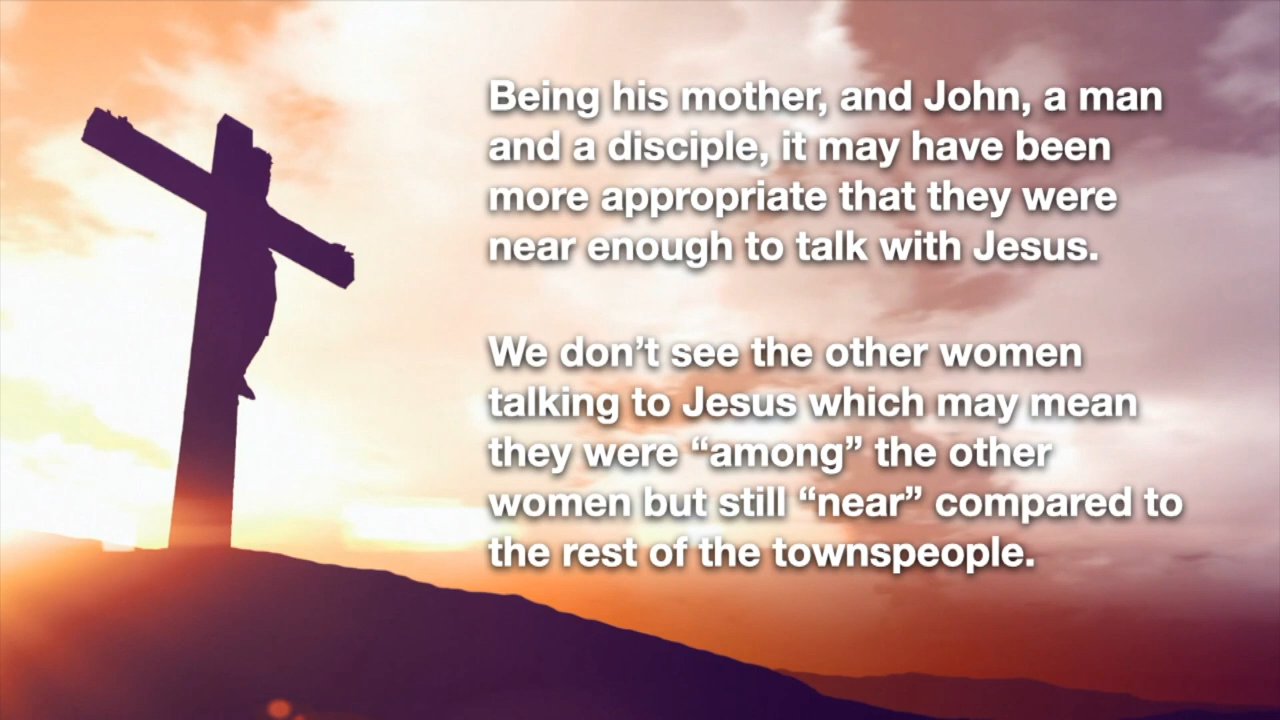 Being his mother, and John, a man
and a disciple, it may have been
more appropriate that they were
near enough to talk with Jesus.
We don’t see the other women
talking to Jesus which may mean
they were “among” the other
women but still “near” compared to
the rest of the townspeople.